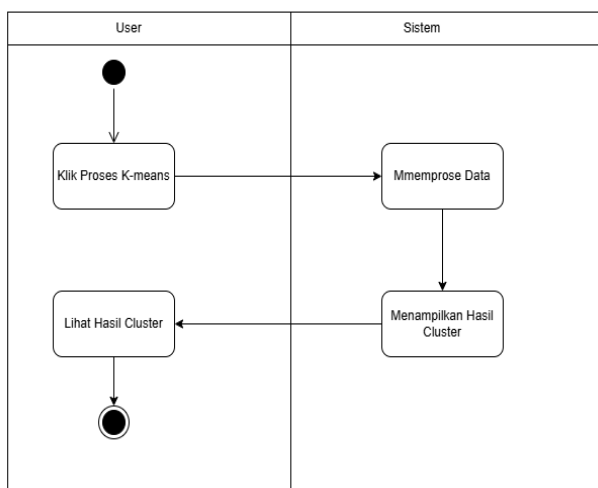 User
Sistem
Klik Proses K-means
Mmemprose Data
Menampilkan Hasil
Cluster
Lihat Hasil Cluster